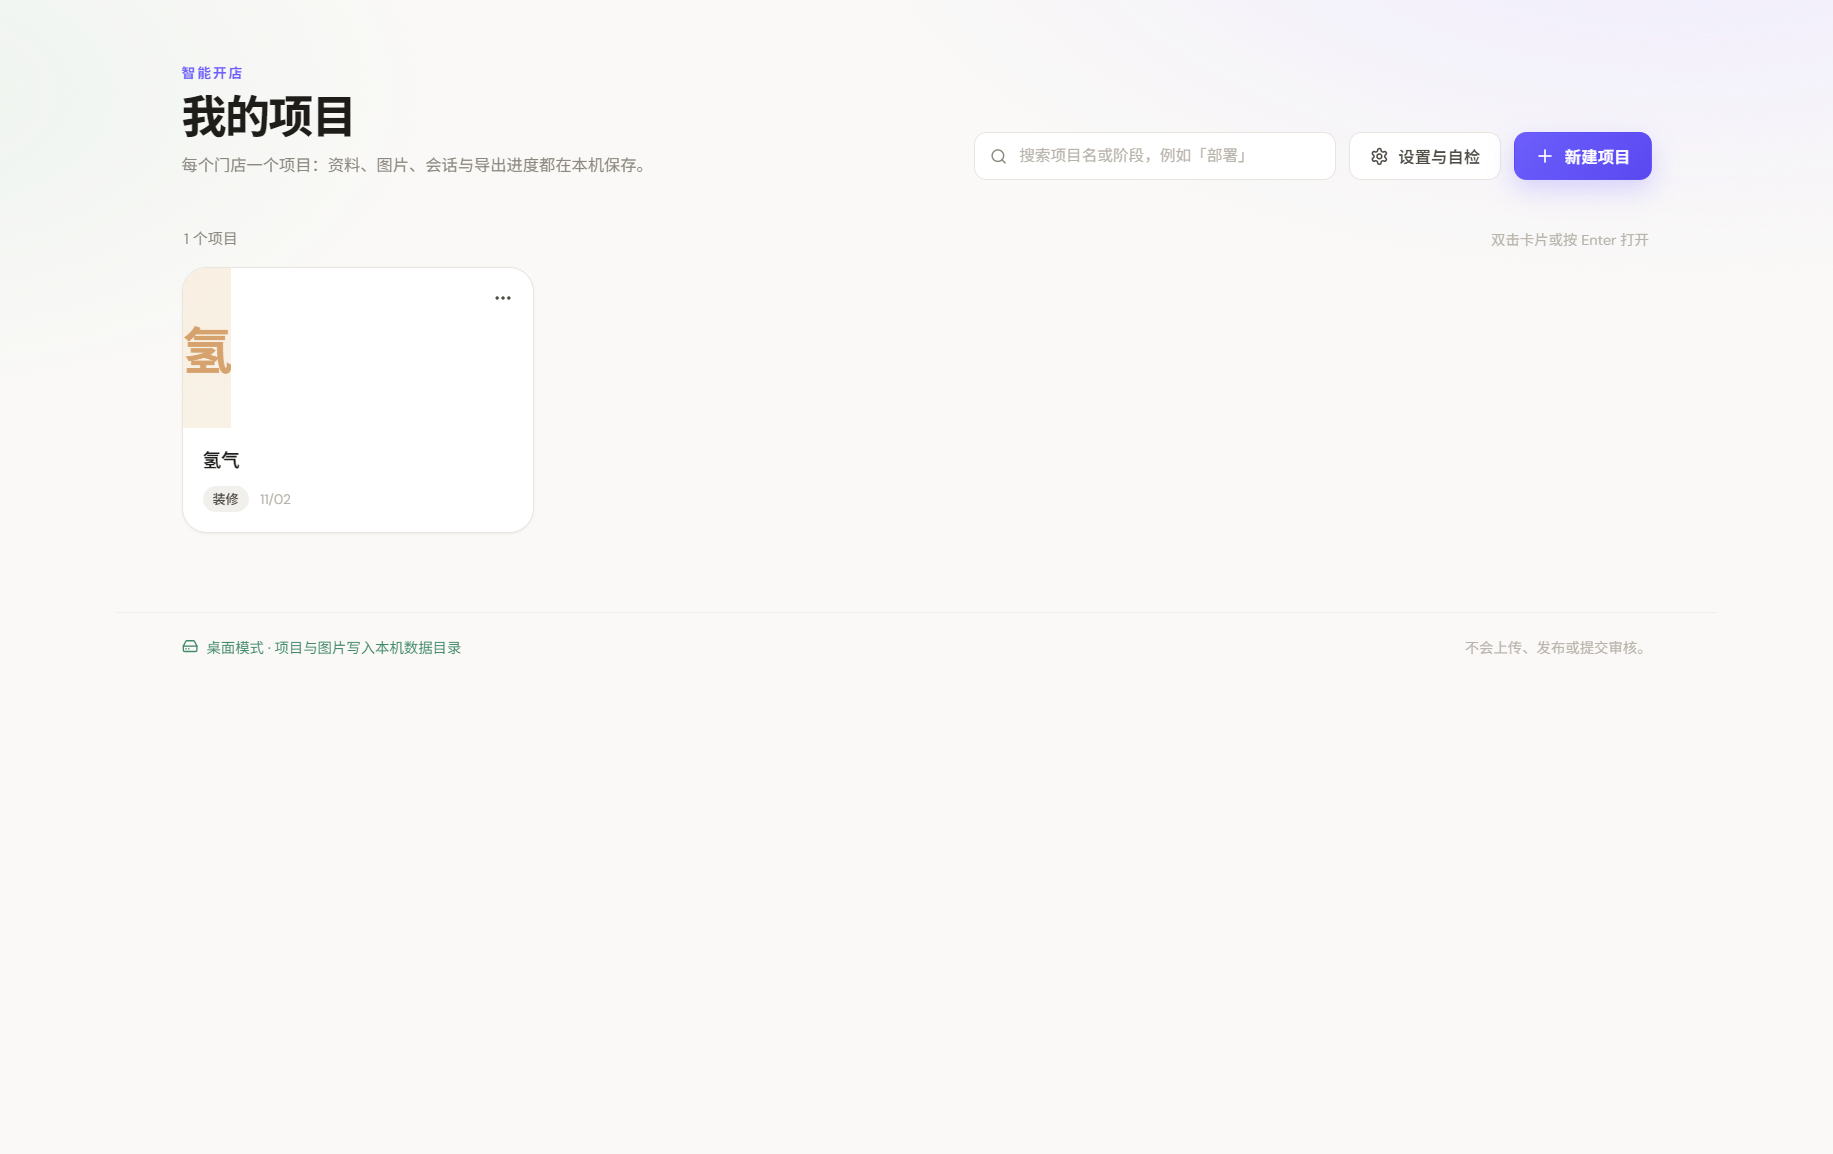 智能开店
我的项目
每个门店一个项目：资料、图片、会话与导出进度都在本机保存。
搜索项目名或阶段，例如「部署」
设置与自检
新建项目
1 个项目
双击卡片或按 Enter 打开
氢
氢气
装修
11/02
桌面模式 · 项目与图片写入本机数据目录
不会上传、发布或提交审核。